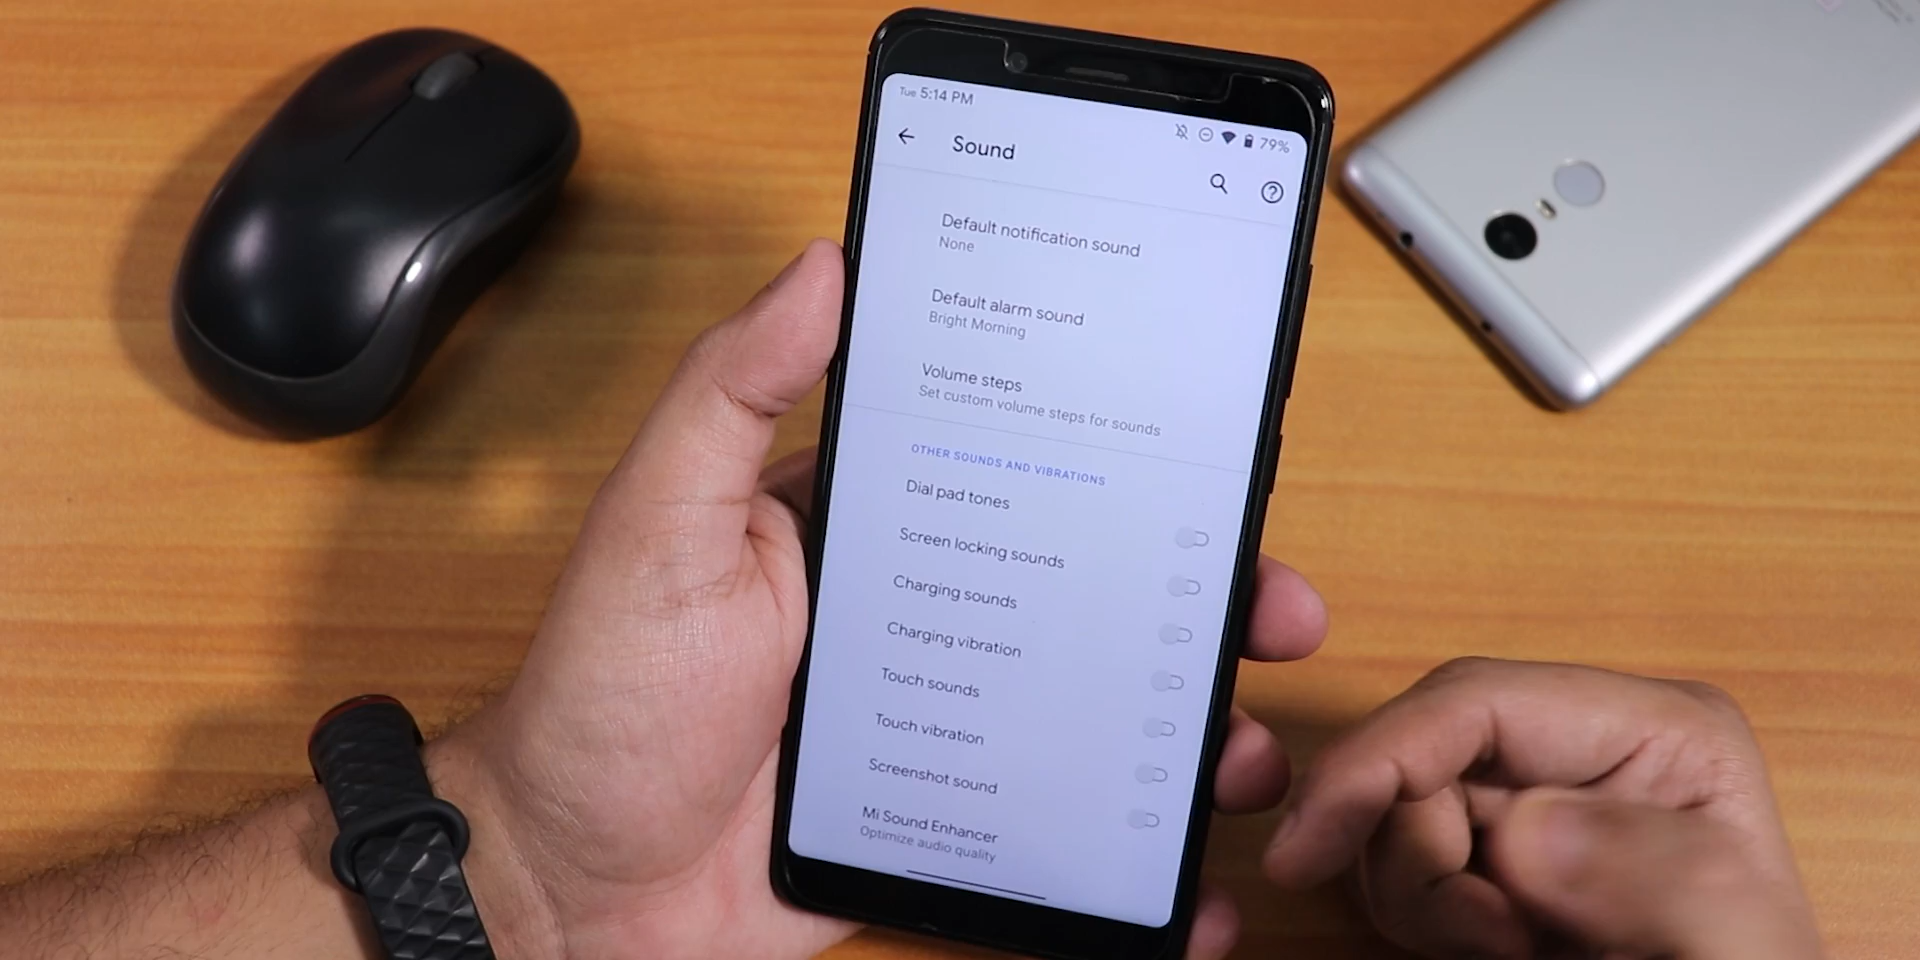 Tue 5:14 PM
79%
Sound
Default notification sound
None
Default alarm sound
Bright Morning
Volume steps
Set custom volume steps for sounds
OTHER SOUNDS AND VIBRATIONS
Dial pad tones
Screen locking sounds
Charging sounds
Charging vibration
Touch sounds
Touch vibration
Screenshot sound
Mi Sound Enhancer
Optimize audio quality